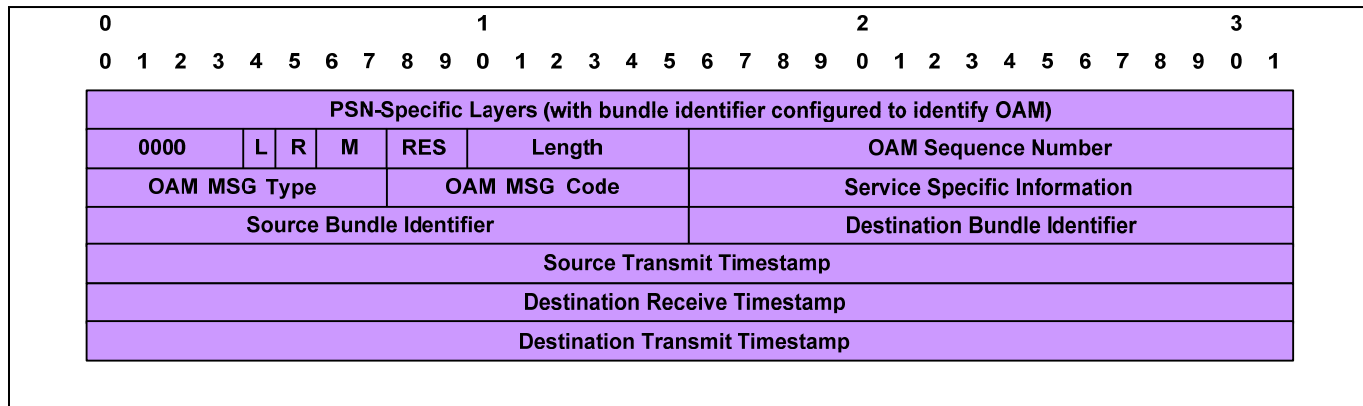 0 1 2 3
0 1 2 3 4 5 6 7 8 9 0 1 2 3 4 5 6 7 8 9 0 1 2 3 4 5 6 7 8 9 0 1
PSN-Specific Layers (with bundle identifier configured to identify OAM)
0000 L R M RES Length OAM Sequence Number
OAM MSG Type OAM MSG Code Service Specific Information
Source Bundle Identifier Destination Bundle Identifier
Source Transmit Timestamp
Destination Receive Timestamp
Destination Transmit Timestamp